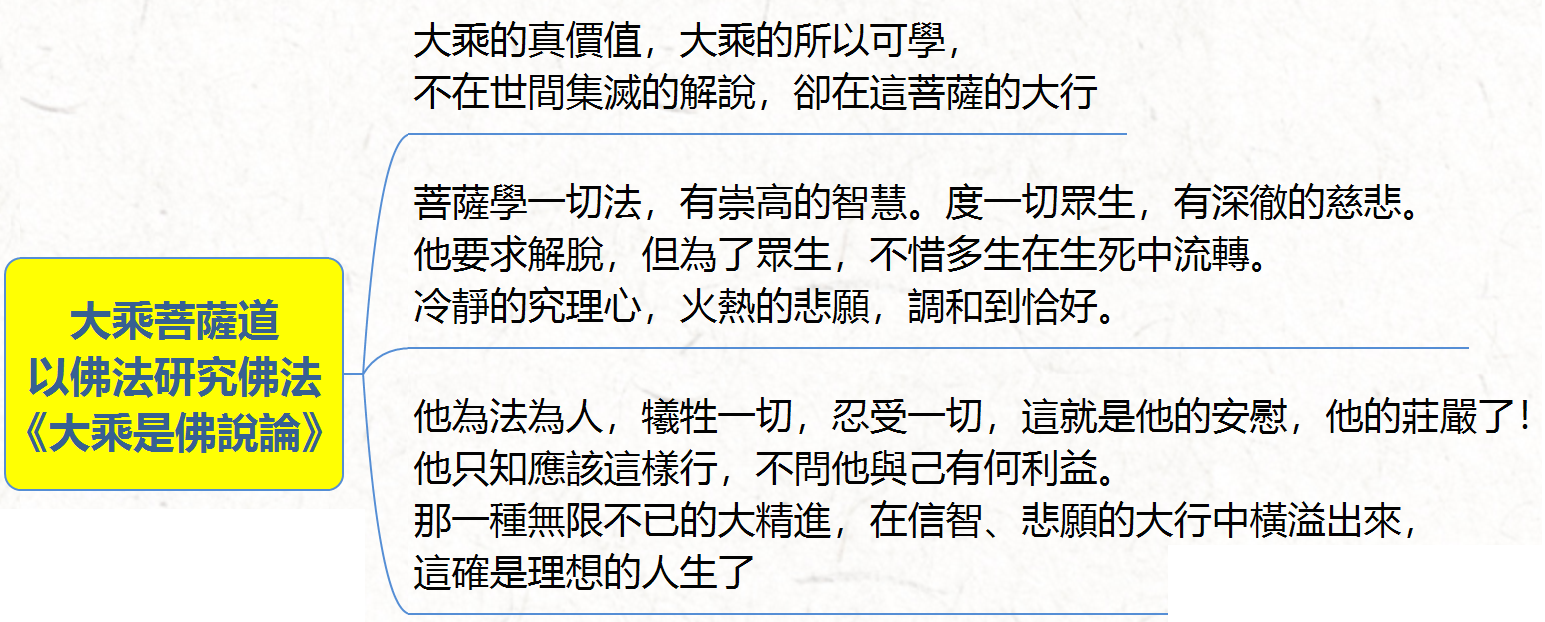 大乘菩薩道
以佛法研究佛法
《大乘是佛說論》
大乘的真價值，大乘的所以可學，
不在世間集滅的解說，卻在這菩薩的大行
菩薩學一切法，有崇高的智慧。度一切眾生，有深徹的慈悲。
他要求解脫，但為了眾生，不惜多生在生死中流轉。
冷靜的究理心，火熱的悲願，調和到恰好。
他為法為人，犧牲一切，忍受一切，這就是他的安慰，他的莊嚴了！
他只知應該這樣行，不問他與己有何利益。
那一種無限不已的大精進，在信智、悲願的大行中橫溢出來，
這確是理想的人生了